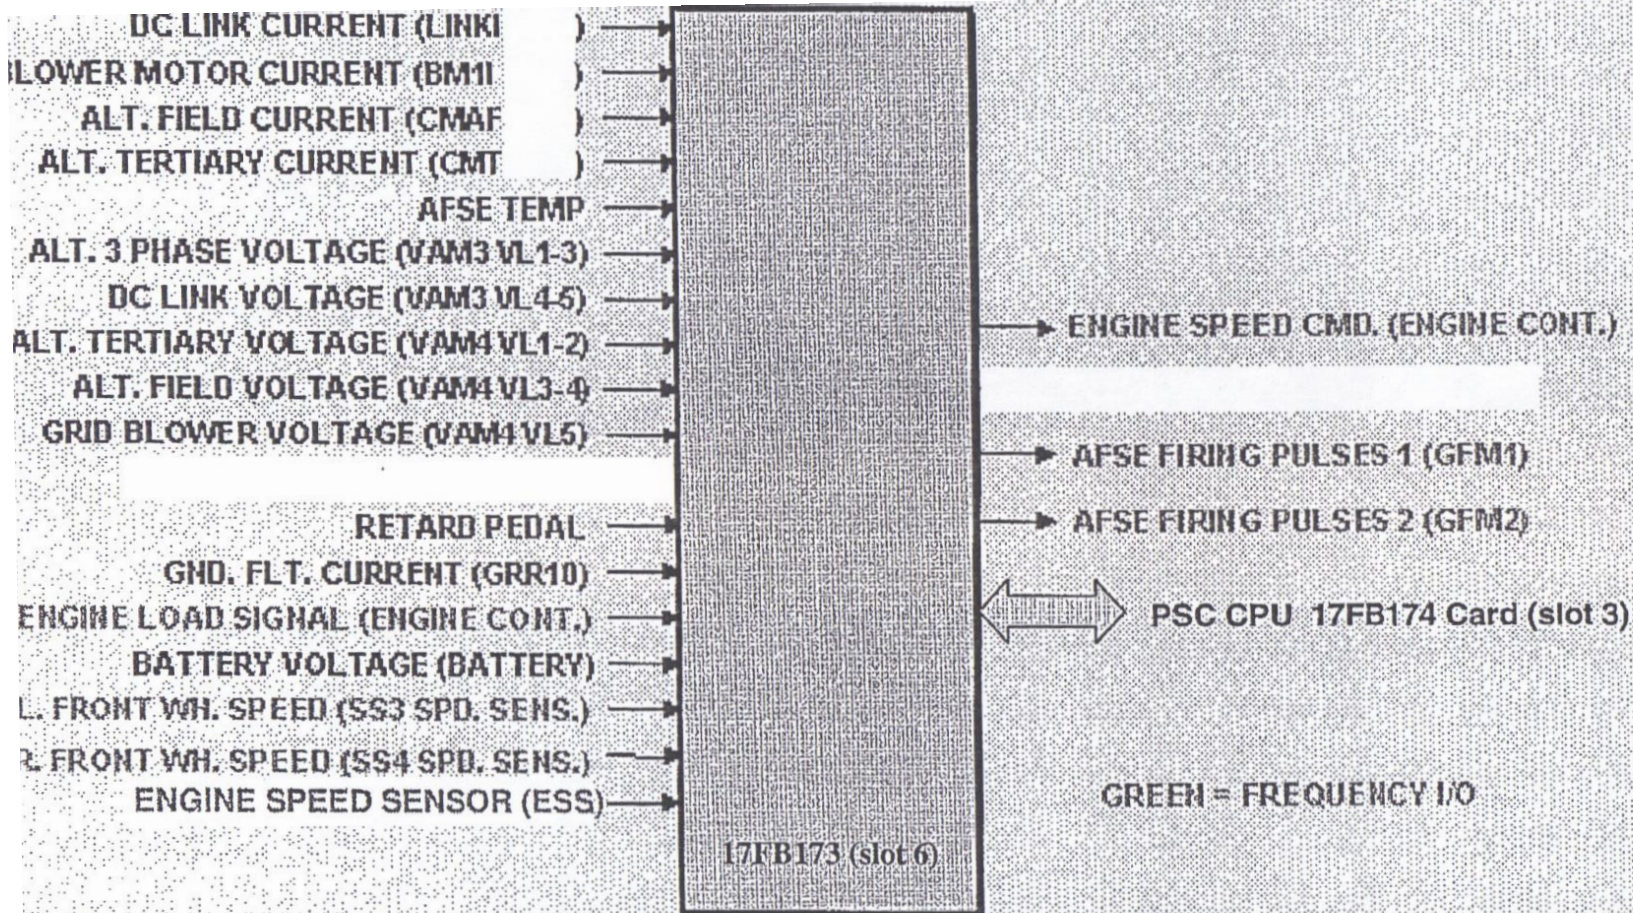 DC LINK CURRENT (LINKI )
BLOWER MOTOR CURRENT (BM1I )
ALT. FIELD CURRENT (CMAF )
ALT. TERTIARY CURRENT (CMT )
AFSE TEMP
ALT. 3 PHASE VOLTAGE (VAM3 VL1-3)
DC LINK VOLTAGE (VAM3 VL4-5)
ALT. TERTIARY VOLTAGE (VAM4 VL1-2)
ALT. FIELD VOLTAGE (VAM4 VL3-4)
GRID BLOWER VOLTAGE (VAM4 VL5)
RETARD PEDAL
GND. FLT. CURRENT (GRR10)
ENGINE LOAD SIGNAL (ENGINE CONT.)
BATTERY VOLTAGE (BATTERY)
L. FRONT WH. SPEED (SS3 SPD. SENS.)
R. FRONT WH. SPEED (SS4 SPD. SENS.)
ENGINE SPEED SENSOR (ESS)
17FB173 (slot 6)
ENGINE SPEED CMD. (ENGINE CONT.)
AFSE FIRING PULSES 1 (GFM1)
AFSE FIRING PULSES 2 (GFM2)
PSC CPU 17FB174 Card (slot 3)
GREEN = FREQUENCY I/O